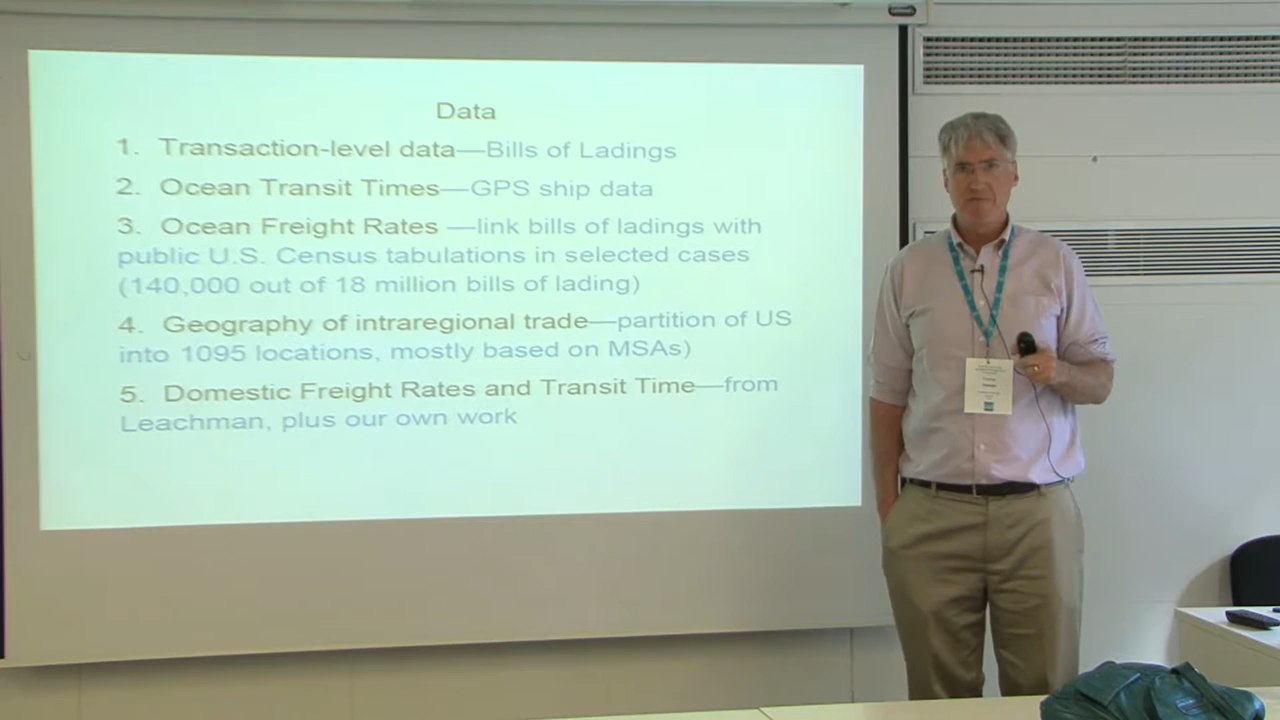 Data
1. Transaction-level data—Bills of Ladings
2. Ocean Transit Times—GPS ship data
3. Ocean Freight Rates —link bills of ladings with
public U.S. Census tabulations in selected cases
(140,000 out of 18 million bills of lading)
4. Geography of intraregional trade—partition of US
into 1095 locations, mostly based on MSAs)
5. Domestic Freight Rates and Transit Time—from
Leachman, plus our own work